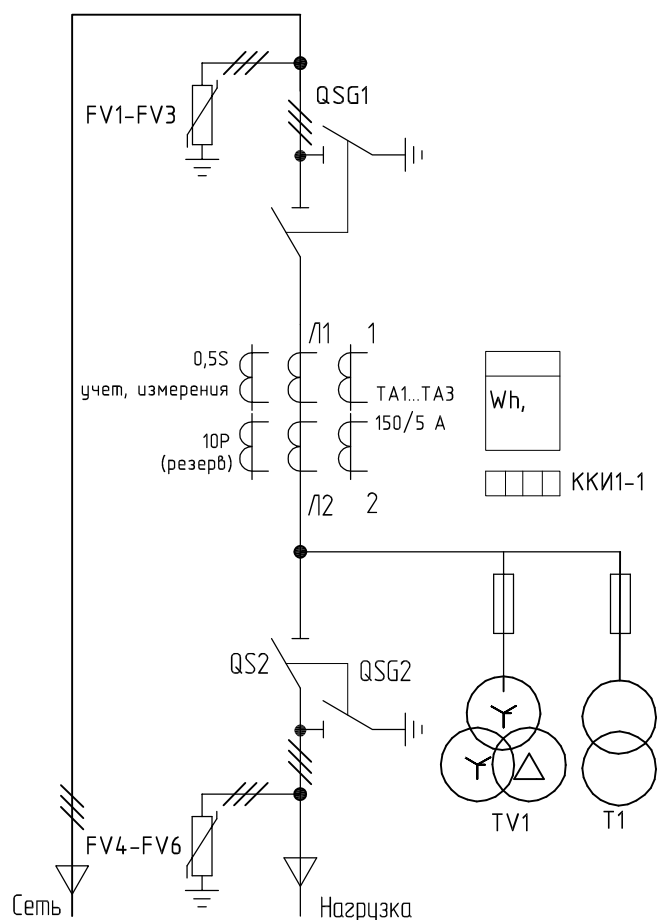 QSG1
FV1-FV3
Л1
1
0,5S
учет, измерения
ТА1...ТА3
150/5 А
10Р
(резерв)
Wh,
ККИ1-1
Л2
2
QS2
QSG2
TV1
T1
FV4-FV6
Сеть
Нагрузка